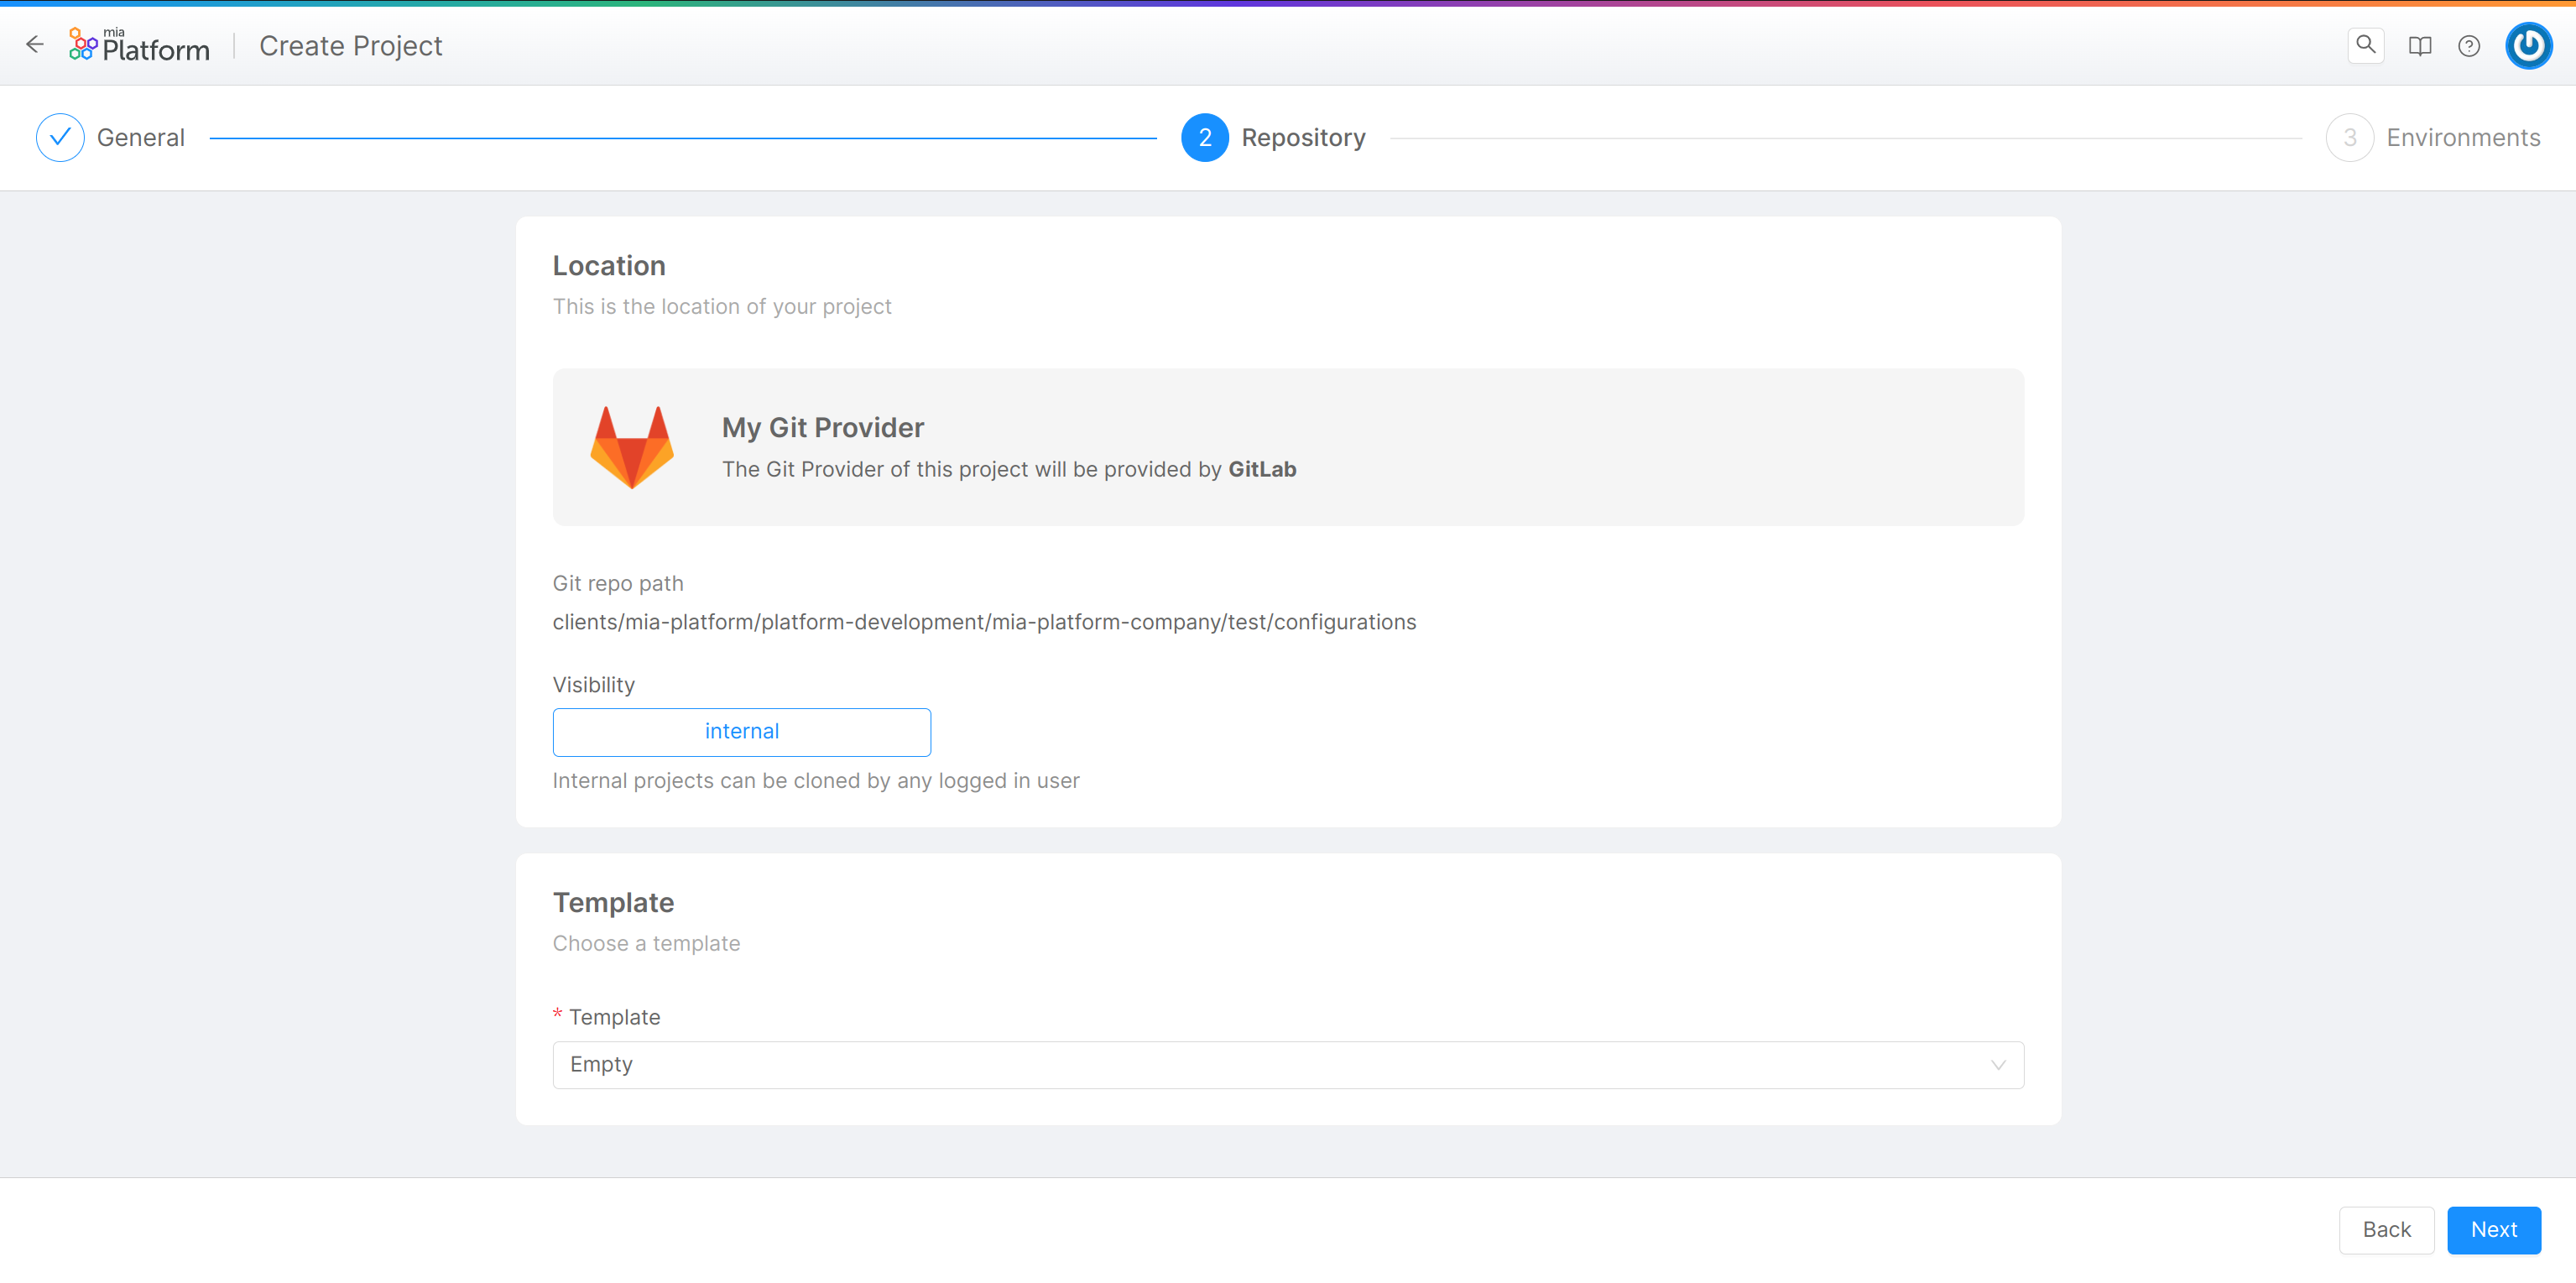 mia
Platform
Create Project
General
2
Repository
3
Environments
Location
This is the location of your project
My Git Provider
The Git Provider of this project will be provided by GitLab
Git repo path
clients/mia-platform/platform-development/mia-platform-company/test/configurations
Visibility
internal
Internal projects can be cloned by any logged in user
Template
Choose a template
* Template
Empty
Back
Next